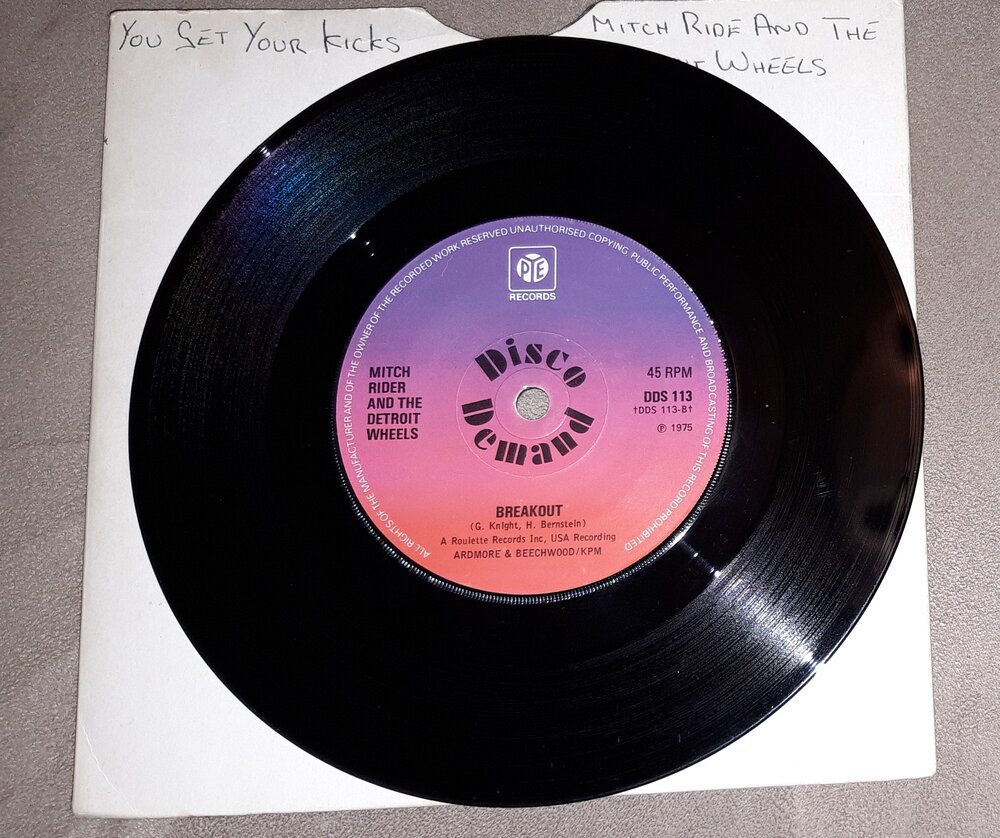 You Get Your Kicks
Mitch Ride And The
Wheels
ALL RIGHTS OF THE MANUFACTURER AND OF THE OWNER OF THE RECORDED WORK RESERVED UNAUTHORISED COPYING PUBLIC PERFORMANCE AND BROADCASTING OF THIS RECORD PROHIBITED
PYE
RECORDS
Disco
Demand
MITCH
RIDER
AND THE
DETROIT
WHEELS
45 RPM
DDS 113
†DDS 113-B†
℗ 1975
BREAKOUT
(G. Knight, H. Bernstein)
A Roulette Records Inc, USA Recording
ARDMORE & BEECHWOOD/KPM